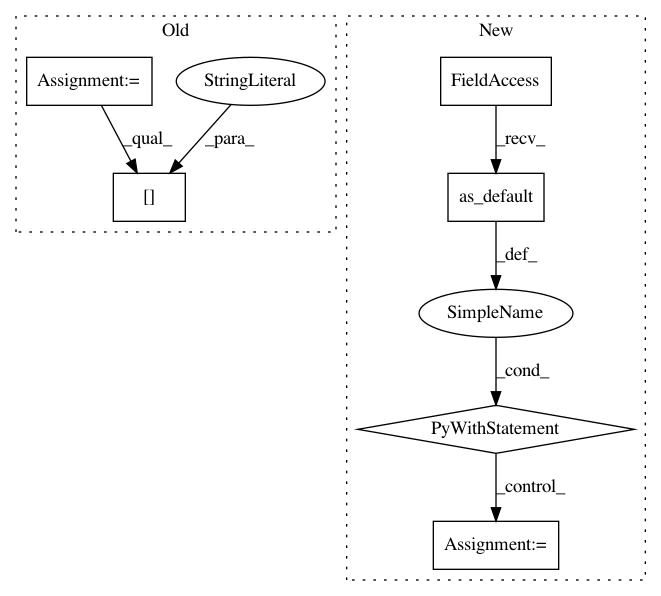 Old
Assignment:=
StringLiteral
_qual_
_para_
[]
New
FieldAccess
_recv_
as_default
_def_
SimpleName
_cond_
PyWithStatement
_control_
Assignment:=